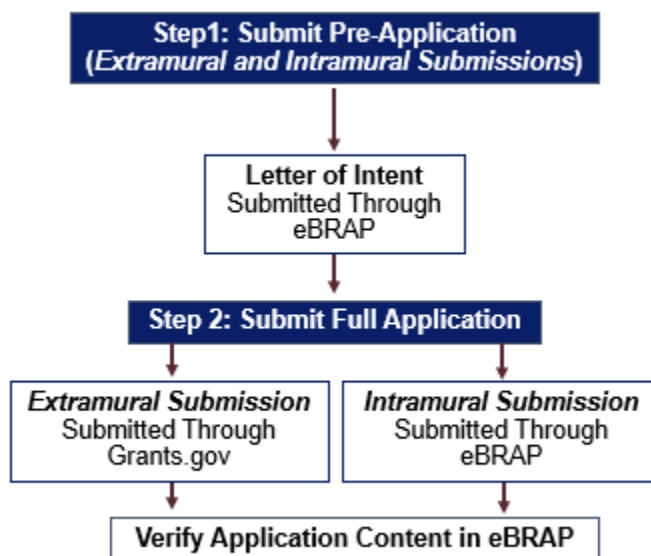 Step1: Submit Pre-Application
(Extramural and Intramural Submissions)
Letter of Intent
Submitted Through
eBRAP
Step 2: Submit Full Application
Extramural Submission
Submitted Through
Grants.gov
Intramural Submission
Submitted Through
eBRAP
Verify Application Content in eBRAP